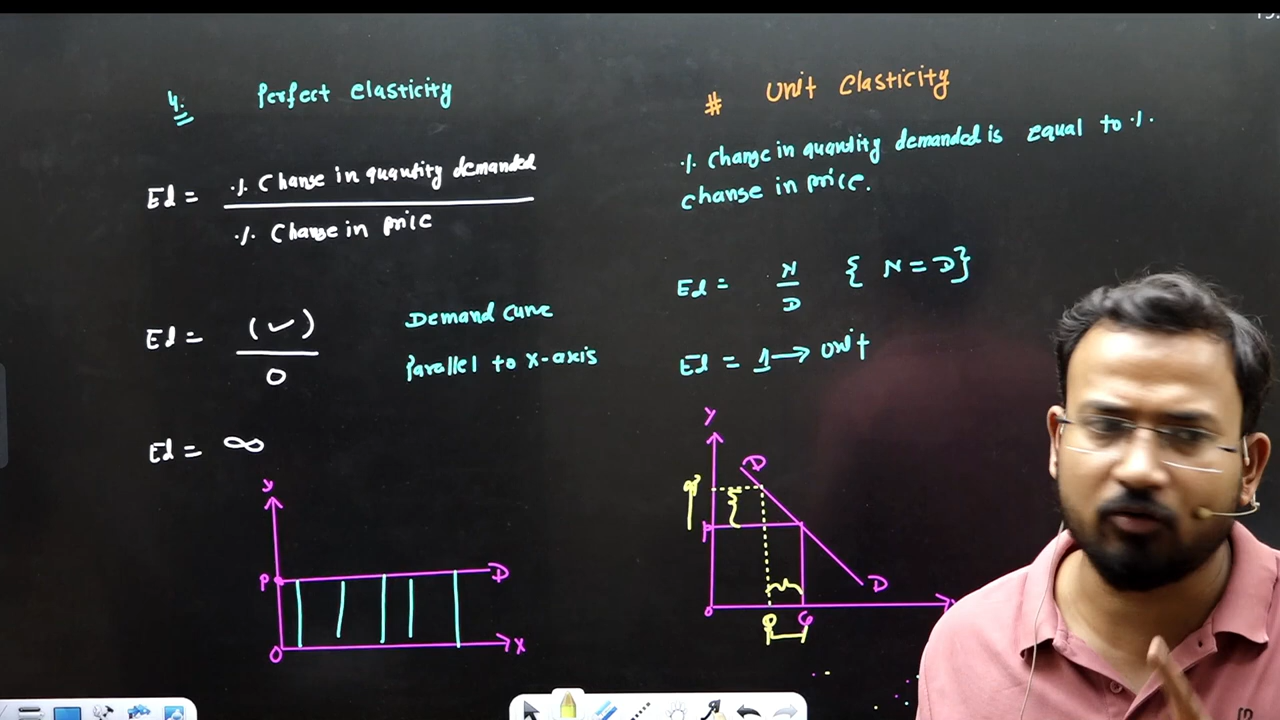 4. Perfect elasticity
Ed = % Change in quantity demanded
% Change in price
Ed = (✓)
0
Demand curve
Parallel to x-axis
Ed = ∞
y
P
D
O
X
# Unit Elasticity
% Change in quantity demanded is equal to %
change in price.
Ed = N
D
{ N = D }
Ed = 1 → unit
y
D
P
D
O
Q